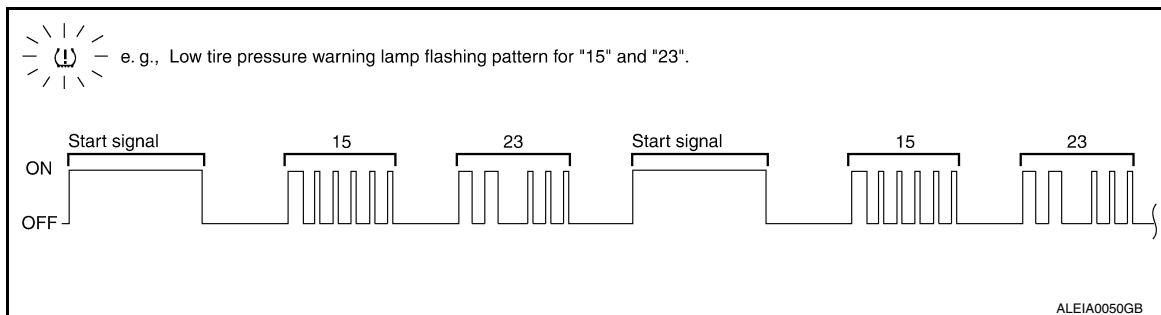 e. g., Low tire pressure warning lamp flashing pattern for "15" and "23".
Start signal 15 23 Start signal 15 23
ON
OFF
ALEIA0050GB